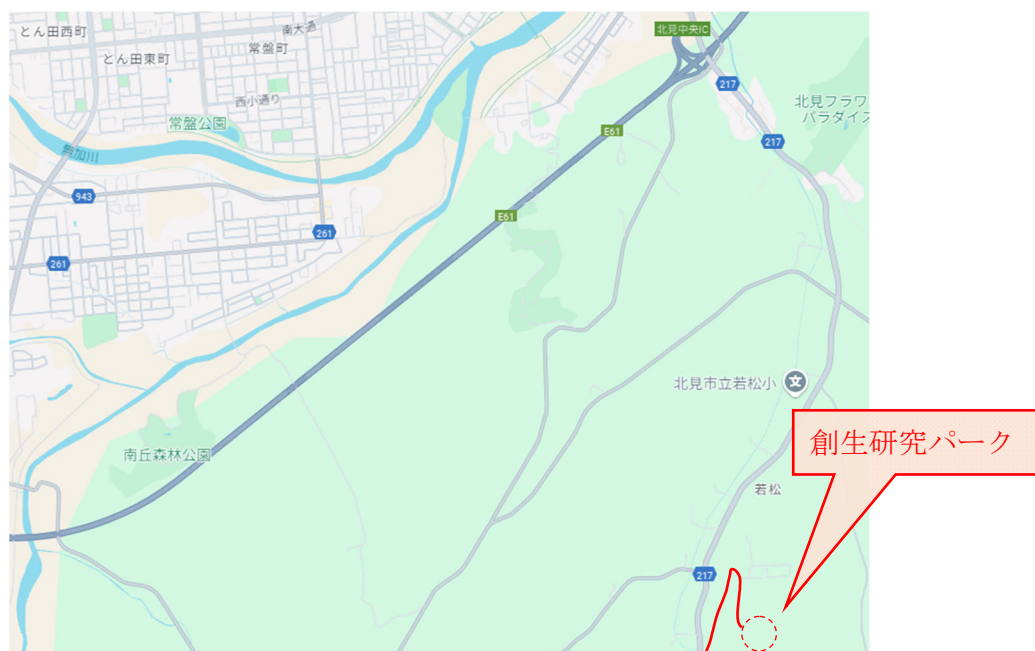 とん田西町
南大通
北見中央IC
常盤町
とん田東町
217
西小通り
北見フラワ
パラダイス
常盤公園
E61
217
無加川
943
E61
261
261
北見市立若松小
文
創生研究パーク
南丘森林公園
若松
217